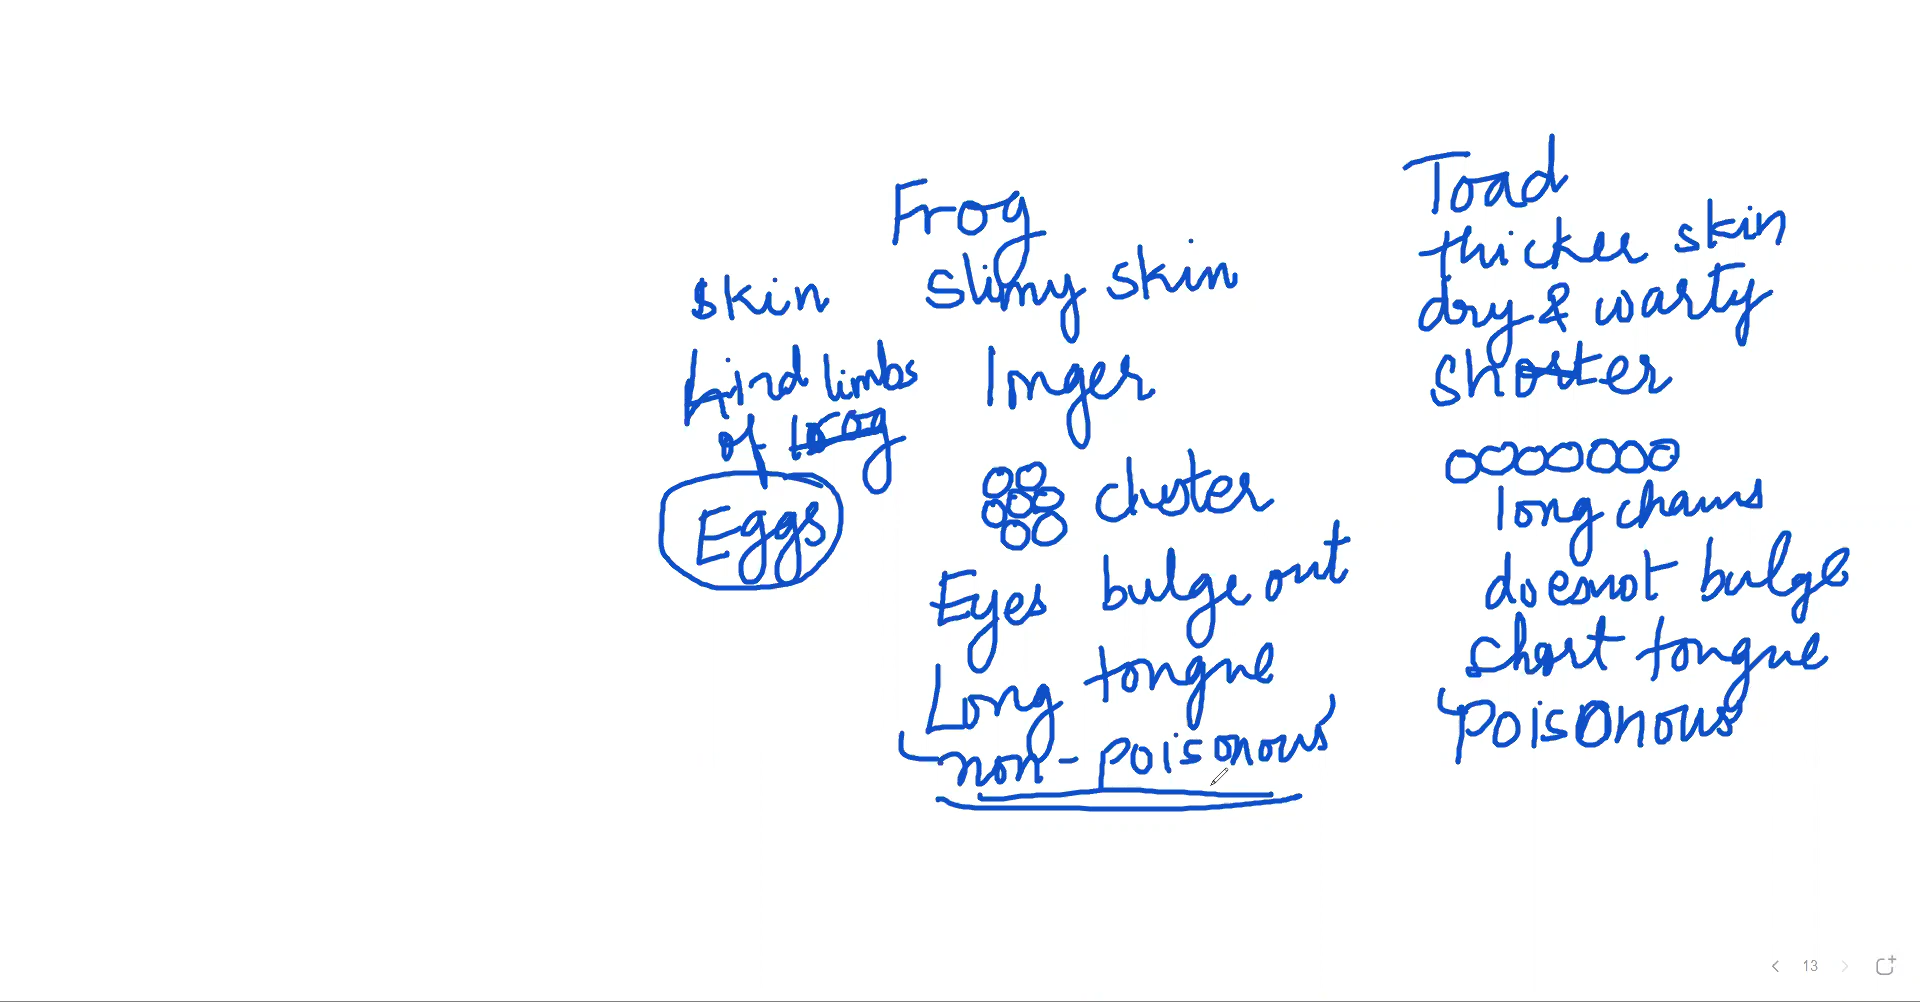 Frog Toad
skin slimy skin thicker skin
dry & warty
Hind limbs longer shorter
of frog
Eggs cluster long chains
Eyes bulge out doesnot bulge
Long tongue short tongue
non-poisonous poisonous
13